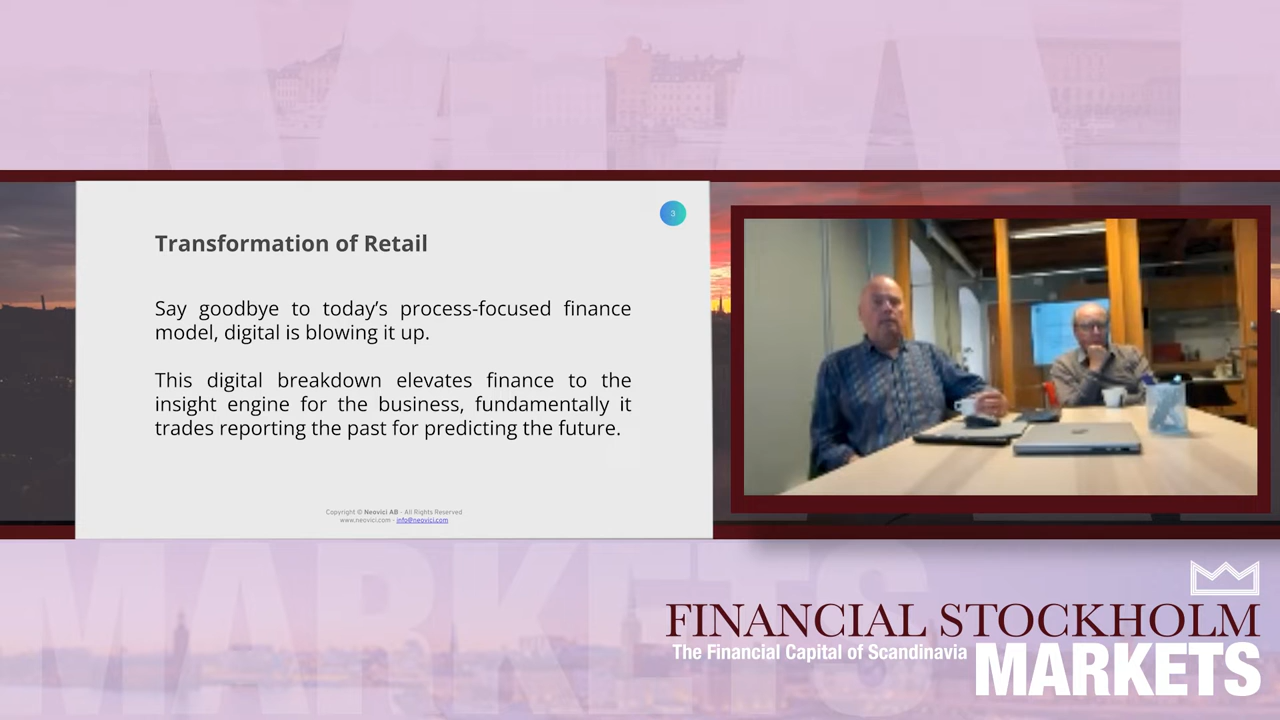 3
Transformation of Retail
Say goodbye to today's process-focused finance
model, digital is blowing it up.
This digital breakdown elevates finance to the
insight engine for the business, fundamentally it
trades reporting the past for predicting the future.
Copyright © Neovici AB - All Rights Reserved
www.neovici.com - info@neovici.com
FINANCIAL STOCKHOLM
The Financial Capital of Scandinavia
MARKETS
MARKETS